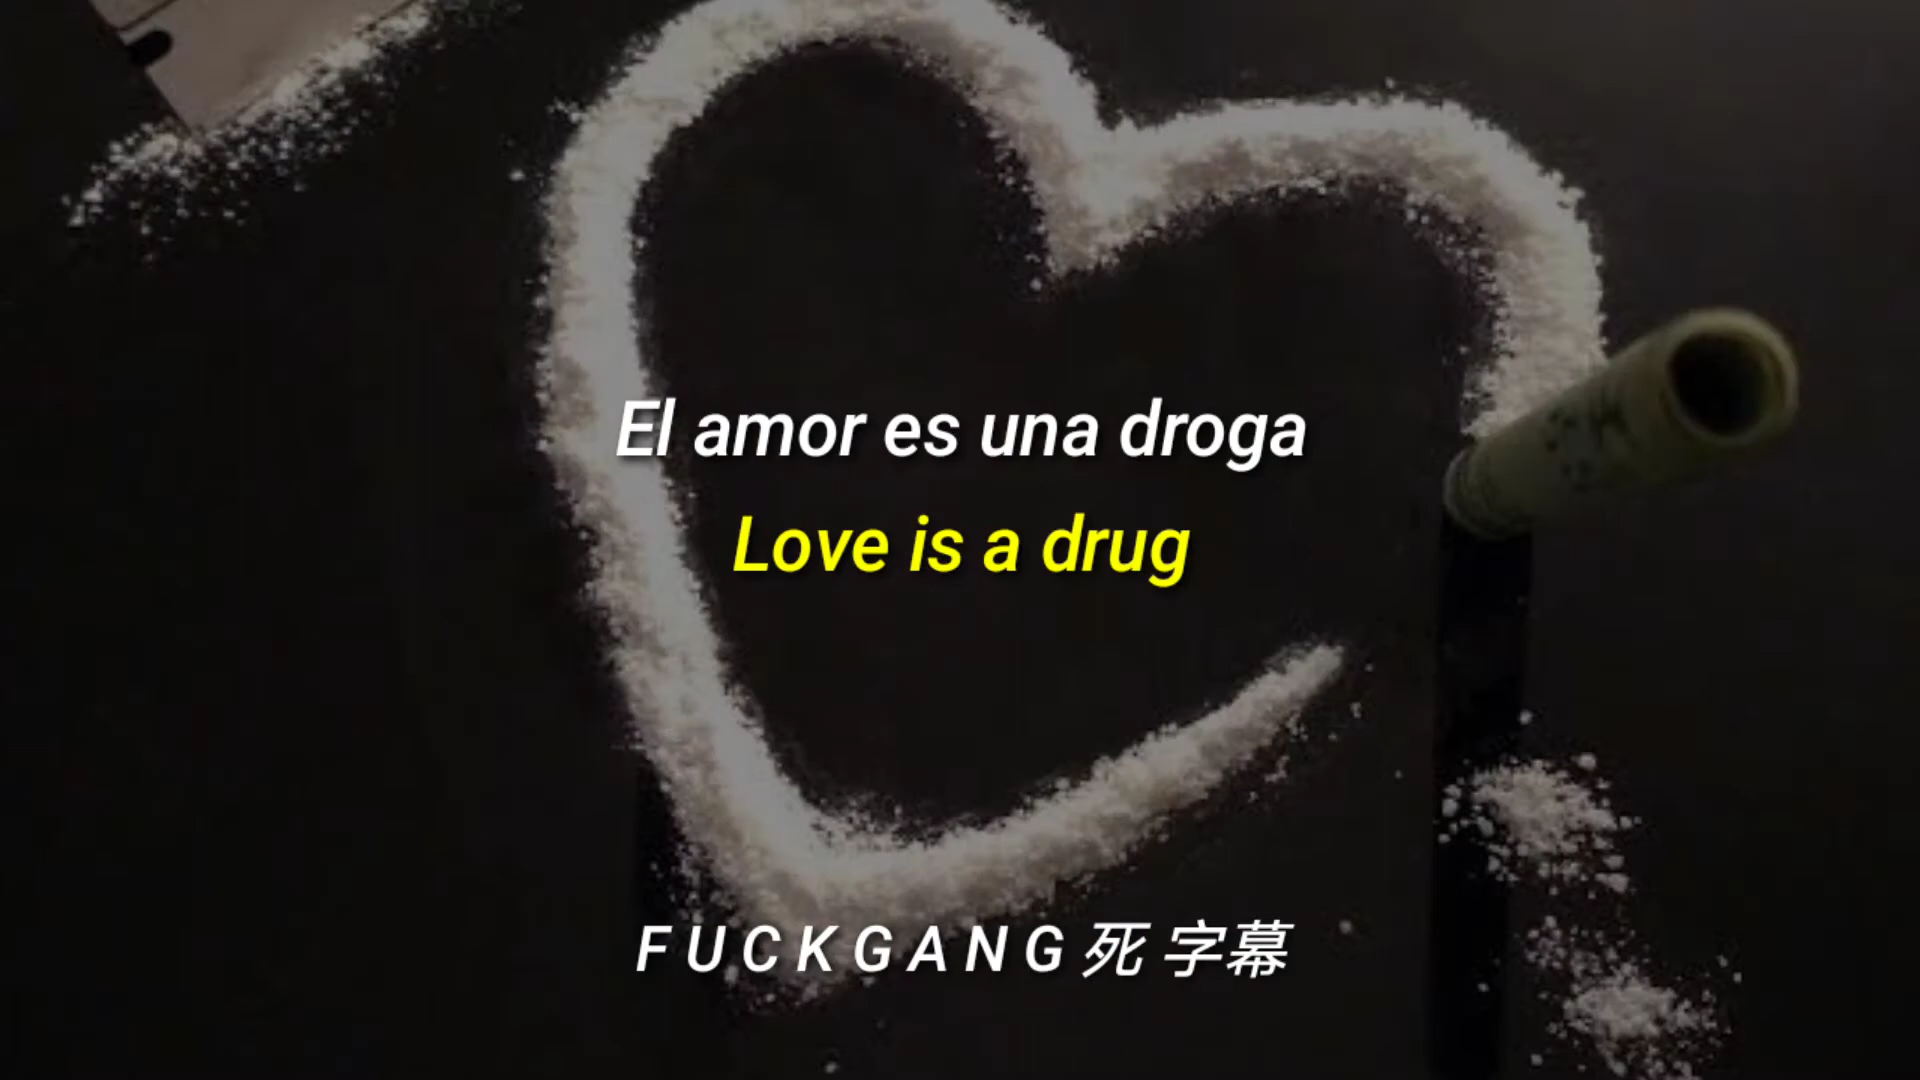 El amor es una droga
Love is a drug
F U C K G A N G 死 字幕